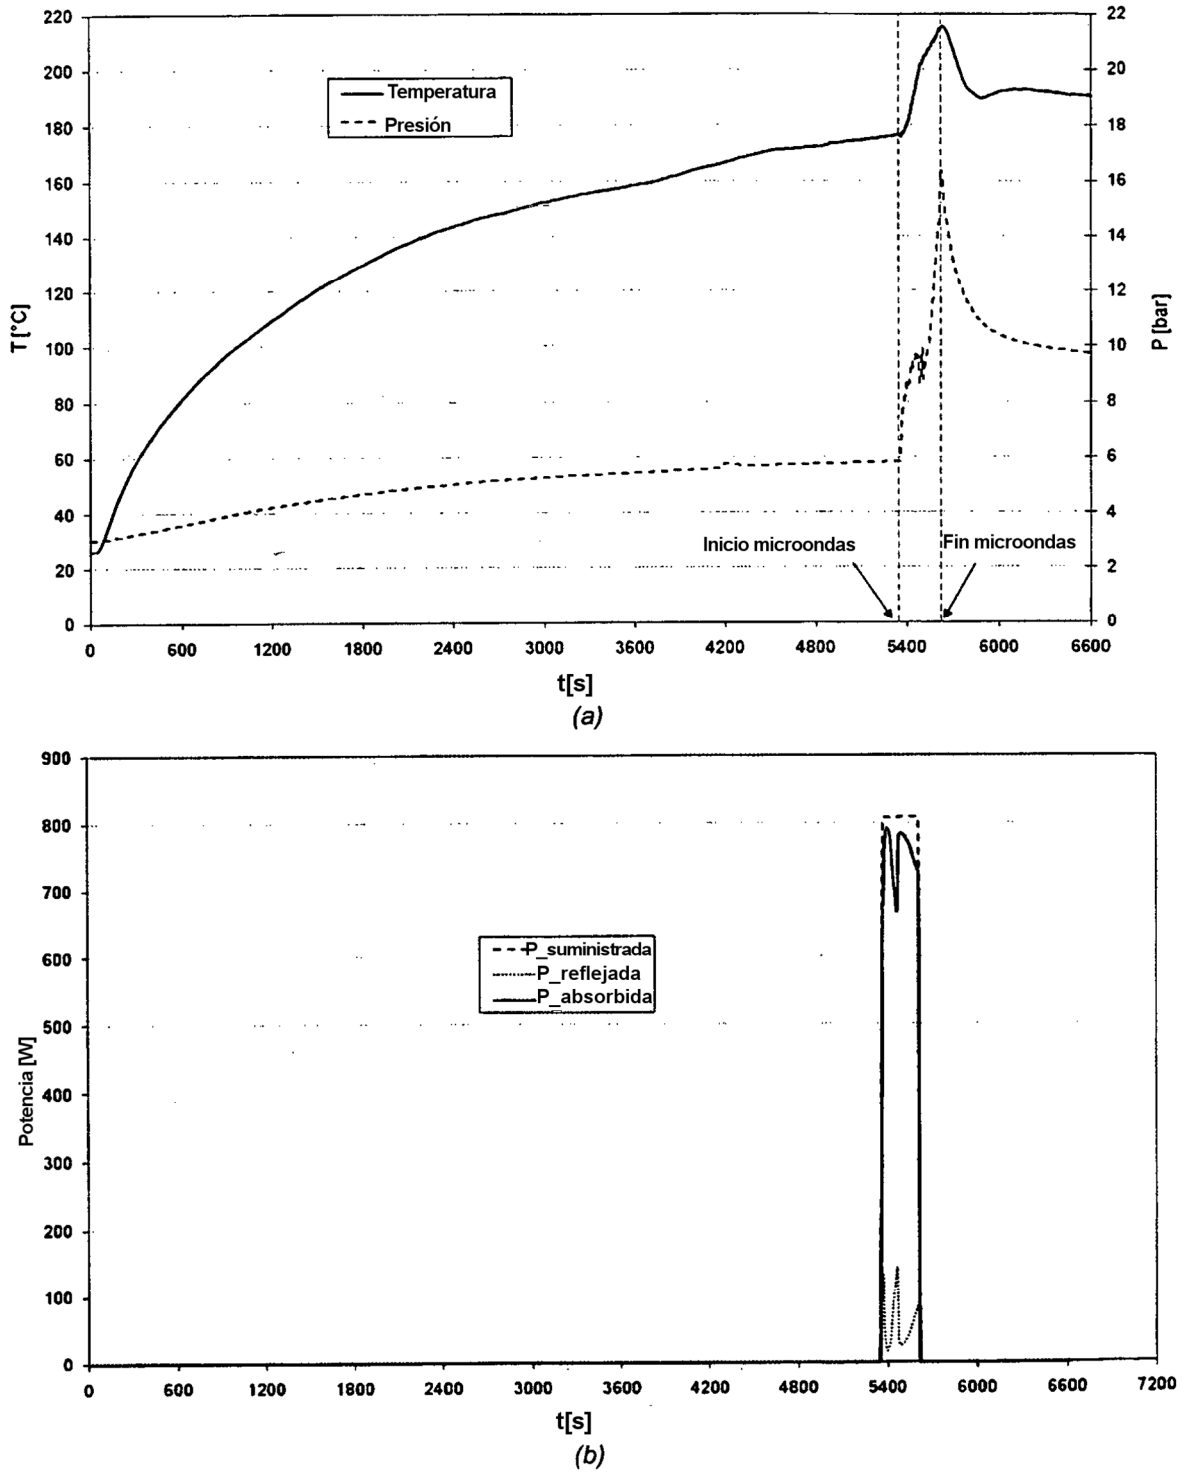 220
200
180
160
140
120
100
80
60
40
20
0
T [°C]
22
20
18
16
14
12
10
8
6
4
2
0
P [bar]
Temperatura
Presión
Inicio microondas
Fin microondas
0 600 1200 1800 2400 3000 3600 4200 4800 5400 6000 6600
t[s]
(a)
900
800
700
600
500
400
300
200
100
0
Potencia [W]
P_suministrada
P_reflejada
P_absorbida
0 600 1200 1800 2400 3000 3600 4200 4800 5400 6000 6600 7200
t[s]
(b)